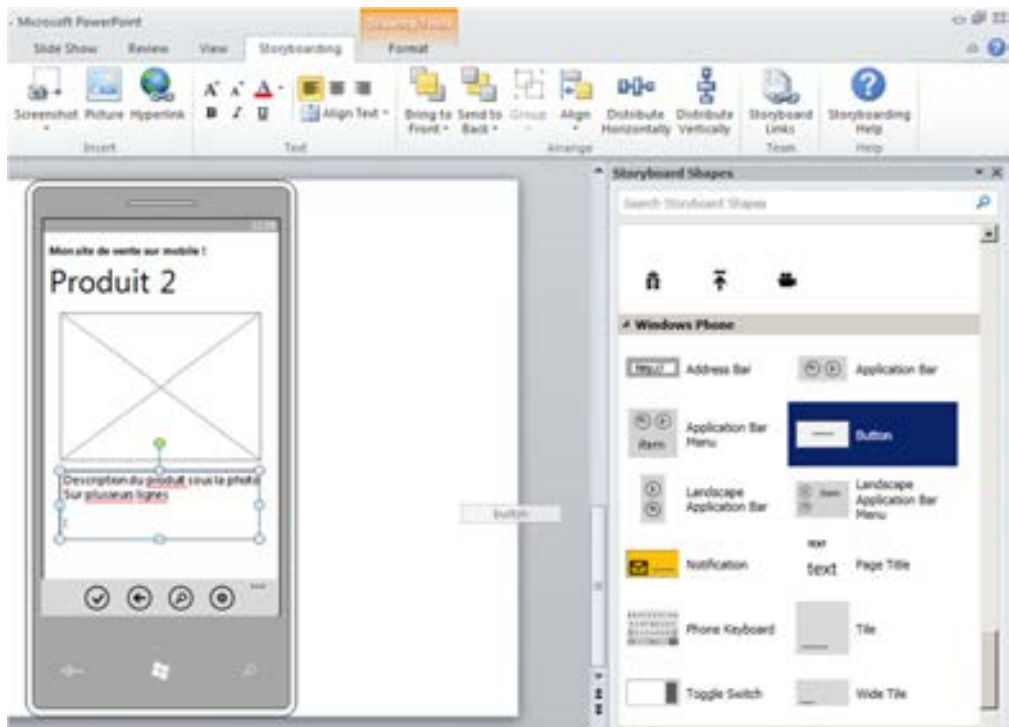 - Microsoft PowerPoint
Drawing Tools
Slide Show Review View Storyboarding Format
Screenshot Picture Hyperlink
A A A
B I U
Align Text
Bring to Front Send to Back Group Align Distribute Horizontally Distribute Vertically
Storyboard Links
Storyboarding Help
Insert Text Arrange Team Help
Storyboard Shapes
Search Storyboard Shapes
Mon site de vente sur mobile !
Produit 2
Description du produit sous la photo
Sur plusieurs lignes
button
Windows Phone
http://
Address Bar
Application Bar
item
Application Bar Menu
Button
Landscape Application Bar
item
Landscape Application Bar Menu
Notification
text
text
Page Title
Phone Keyboard
Tile
Toggle Switch
Wide Tile